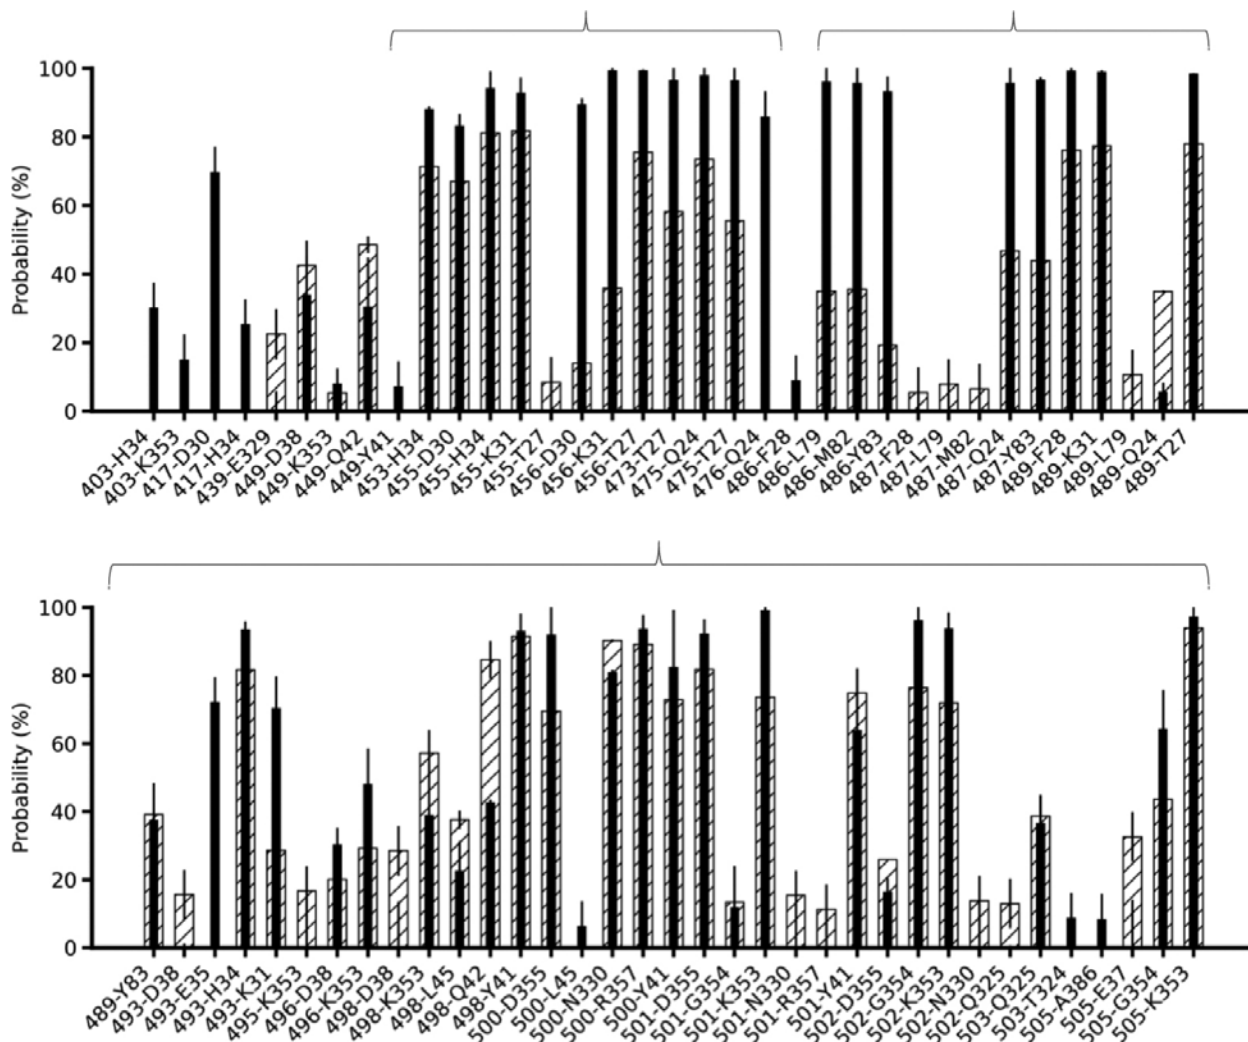 100
80
60
40
20
0
Probability (%)
403-H34
403-K353
417-D30
417-H34
439-E329
449-D38
449-K353
449-Q42
449-Y41
453-H34
455-D30
455-H34
455-K31
455-T27
456-D30
456-K31
456-T27
473-T27
475-Q24
475-T27
476-Q24
486-F28
486-L79
486-M82
486-Y83
487-F28
487-L79
487-M82
487-Q24
487-Y83
489-F28
489-K31
489-L79
489-Q24
489-T27
100
80
60
40
20
0
Probability (%)
489-Y83
493-D38
493-E35
493-H34
493-K31
495-K353
496-D38
496-K353
498-D38
498-K353
498-L45
498-Q42
498-Y41
500-D355
500-L45
500-N330
500-R357
500-Y41
501-D355
501-G354
501-K353
501-N330
501-R357
501-Y41
502-D355
502-G354
502-K353
502-N330
502-Q325
503-Q325
503-T324
505-A386
505-E37
505-G354
505-K353